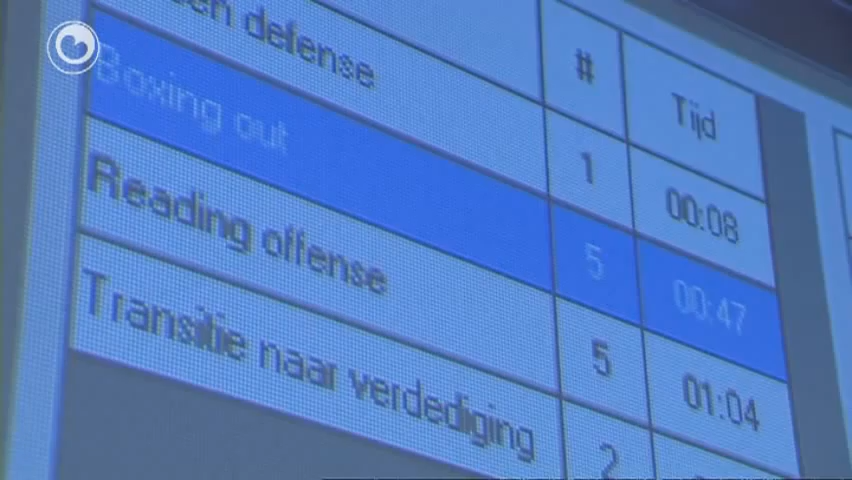 # Tijd
defense 1 00:08
Boxing out 5 00:47
Reading offense 5 01:04
Transitie naar verdediging 2